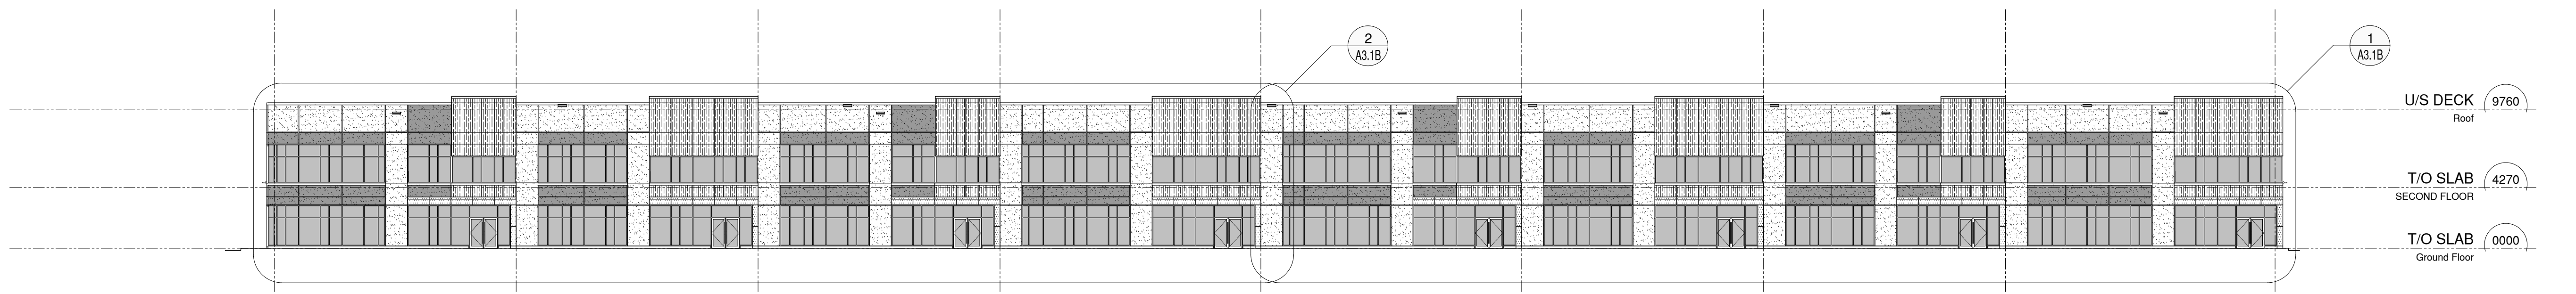 2
A3.1B
1
A3.1B
U/S DECK 9760
Roof
T/O SLAB 4270
SECOND FLOOR
T/O SLAB 0000
Ground Floor